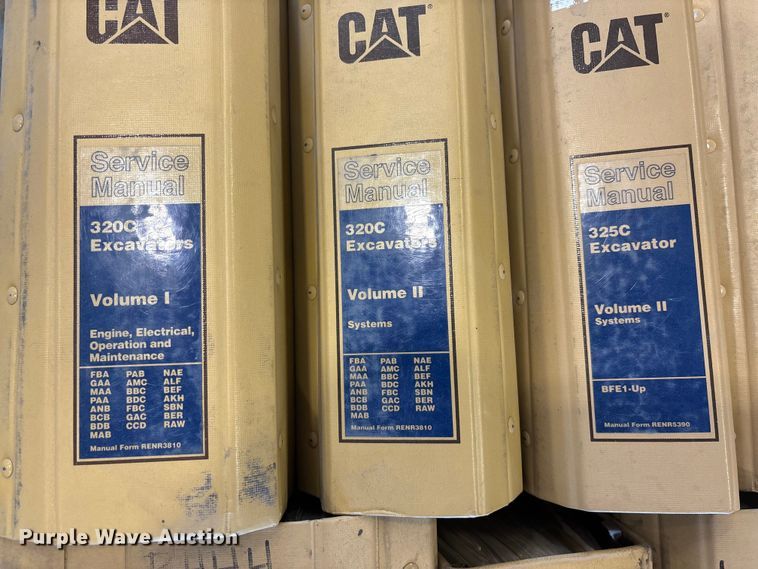 CAT
Service
Manual
320C
Excavators
Volume I
Engine, Electrical,
Operation and
Maintenance
FBA PAB NAE
GAA AMC ALF
MAA BBC BEF
PAA BDC AKH
ANB FBC SBN
BCB GAC BER
BDB CCD RAW
MAB
Manual Form RENR3810
CAT
Service
Manual
320C
Excavators
Volume II
Systems
FBA PAB NAE
GAA AMC ALF
MAA BBC BEF
PAA BDC AKH
ANB FBC SBN
BCB GAC BER
BDB CCD RAW
MAB
Manual Form RENR3810
CAT
Service
Manual
325C
Excavator
Volume II
Systems
BFE1-Up
Manual Form RENR5390
Purple Wave Auction